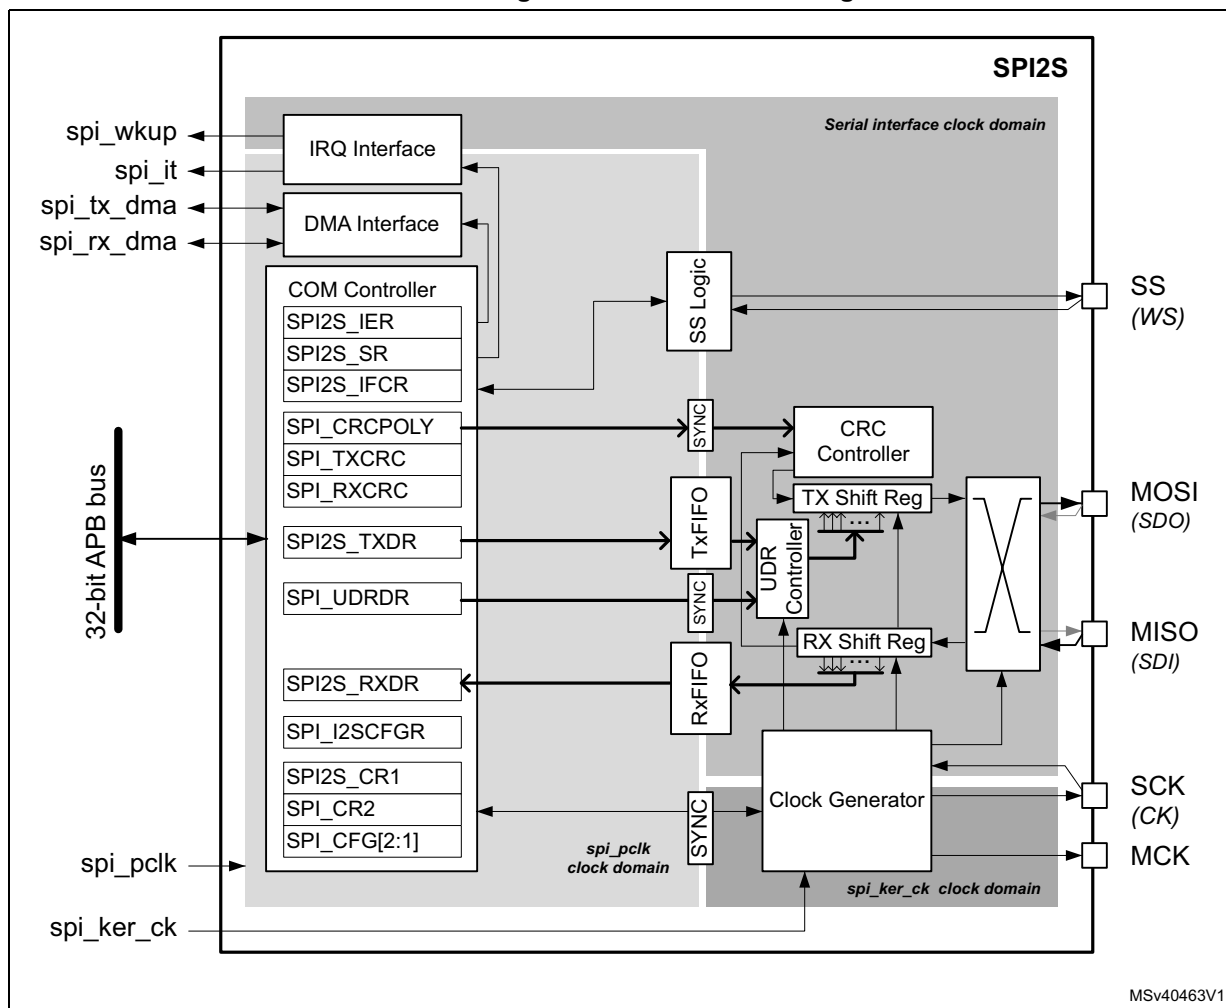 SPI2S
Serial interface clock domain
spi_wkup
IRQ Interface
spi_it
spi_tx_dma
DMA Interface
spi_rx_dma
COM Controller
SPI2S_IER
SPI2S_SR
SPI2S_IFCR
SS Logic
SS
(WS)
SPI_CRCPOLY
SPI_TXCRC
SPI_RXCRC
SYNC
CRC
Controller
32-bit APB bus
SPI2S_TXDR
TxFIFO
UDR
Controller
TX Shift Reg
...
MOSI
(SDO)
SPI_UDRDR
SYNC
RX Shift Reg
...
MISO
(SDI)
SPI2S_RXDR
RxFIFO
SPI_I2SCFGR
SPI2S_CR1
SPI_CR2
SPI_CFG[2:1]
SYNC
Clock Generator
SCK
(CK)
MCK
spi_pclk
spi_pclk
clock domain
spi_ker_ck clock domain
spi_ker_ck
MSv40463V1